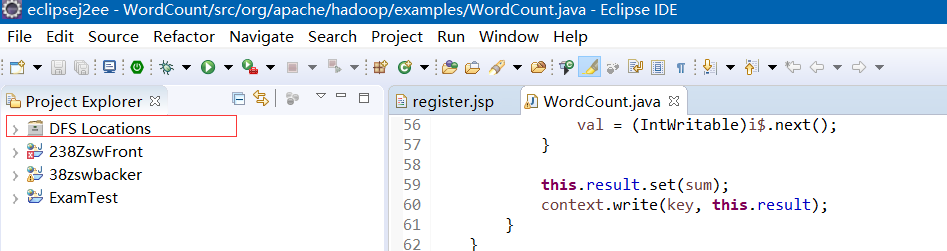 eclipsej2ee - WordCount/src/org/apache/hadoop/examples/WordCount.java - Eclipse IDE
File Edit Source Refactor Navigate Search Project Run Window Help
Project Explorer
DFS Locations
238ZswFront
38zswbacker
ExamTest
register.jsp WordCount.java
56 val = (IntWritable)i$.next();
57 }
58
59 this.result.set(sum);
60 context.write(key, this.result);
61 }
62 }